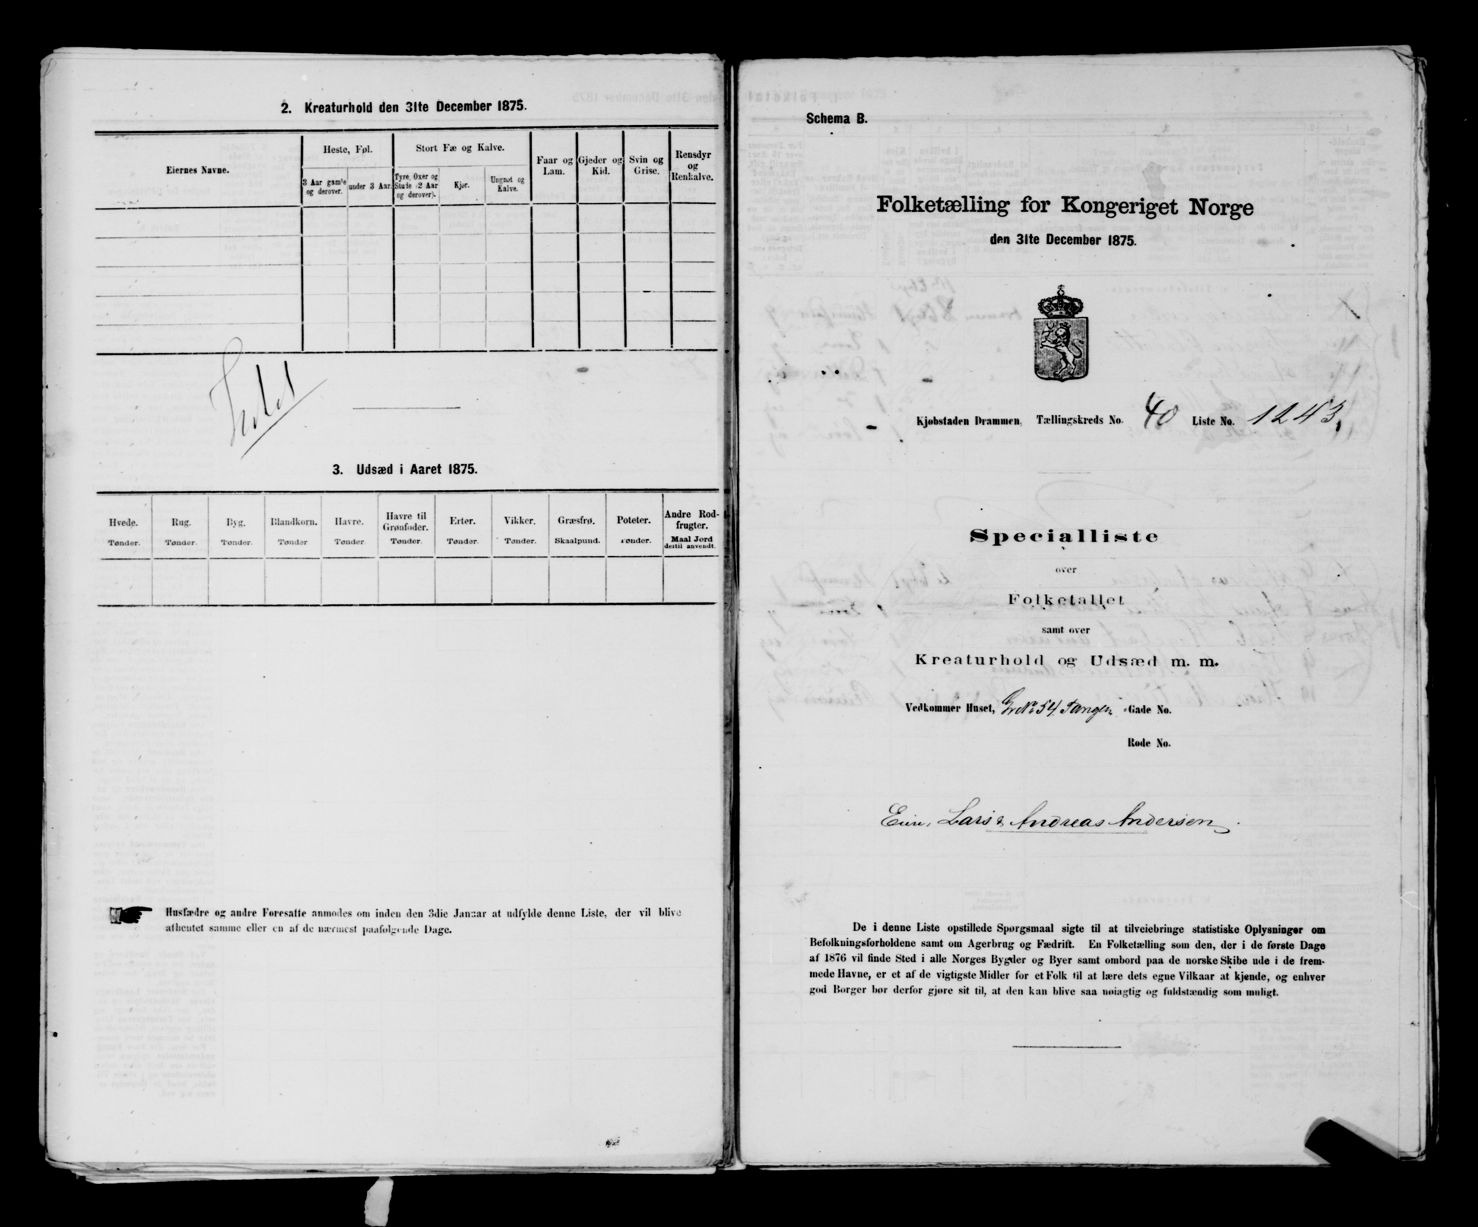 2. Kreaturhold den 31te December 1875.
Eiernes Navne.
Heste, Føl.
3 Aar gamle og derover.
under 3 Aar.
Stort Fæ og Kalve.
Tyre, Oxer og Stude (2 Aar og derover).
Kjør.
Ungnøt og Kalve.
Faar og Lam.
Gjeder og Kid.
Svin og Grise.
Rensdyr og Renkalve.
3. Udsæd i Aaret 1875.
Hvede. Tønder.
Rug. Tønder.
Byg. Tønder.
Blandkorn. Tønder
Havre. Tønder.
Havre til Grønfoder. Tønder.
Erter. Tønder.
Vikker. Tønder.
Græsfrø. Skaalpund.
Poteter. Tønder.
Andre Rodfrugter. Maal Jord dertil anvendt.
Husfædre og andre Foresatte anmodes om inden den 3die Januar at udfylde denne Liste, der vil blive
afhentet samme eller en af de nærmest paafølgende Dage.
Schema B.
Folketælling for Kongeriget Norge
den 31te December 1875.
Kjøbstaden Drammen. Tællingskreds No. 40 Liste No. 1243.
Specialliste
over
Folketallet
samt over
Kreaturhold og Udsæd m. m.
Vedkommer Huset, Gr№ 54 Tangen Gade No.
Rode No.
Lars & Andreas Andersen
De i denne Liste opstillede Spørgsmaal sigte til at tilveiebringe statistiske Oplysninger om
Befolkningsforholdene samt om Agerbrug og Fædrift. En Folketælling som den, der i de første Dage
af 1876 vil finde Sted i alle Norges Bygder og Byer samt ombord paa de norske Skibe ude i de frem-
mede Havne, er et af de vigtigste Midler for et Folk til at lære dets egne Vilkaar at kjende, og enhver
god Borger bør derfor gjøre sit til, at den kan blive saa nøiagtig og fuldstændig som muligt.